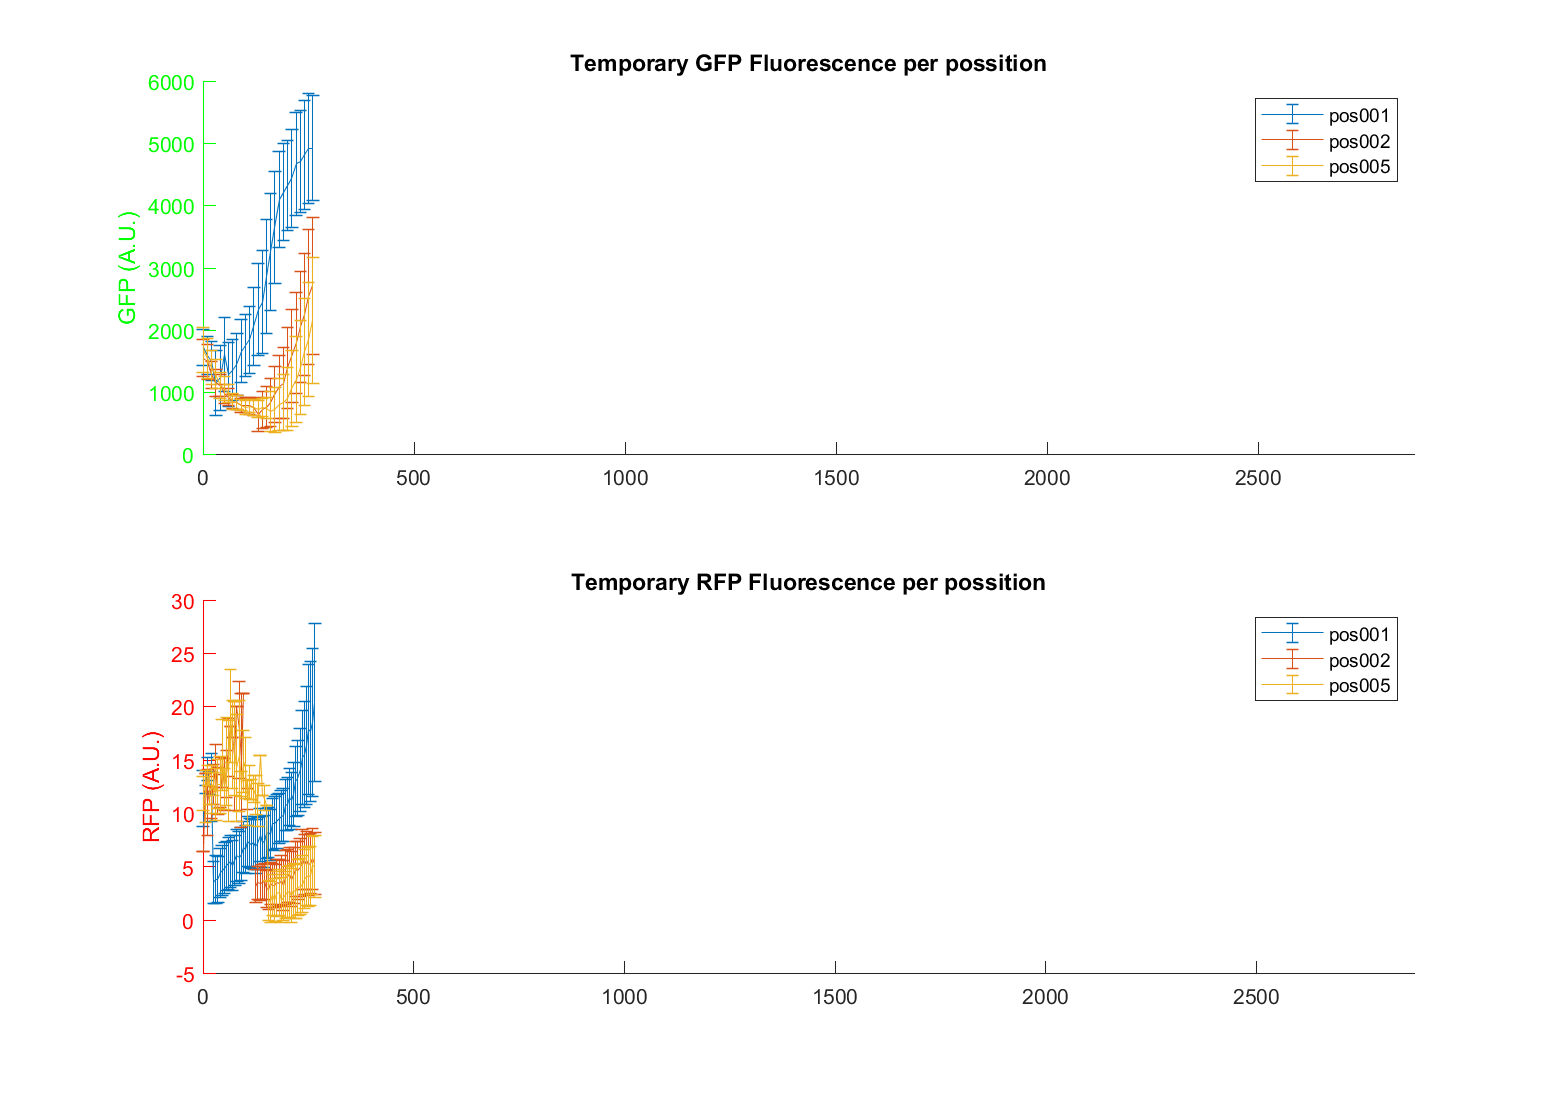 Temporary GFP Fluorescence per possition
6000
5000
4000
3000
2000
1000
0
GFP (A.U.)
pos001
pos002
pos005
0 500 1000 1500 2000 2500
Temporary RFP Fluorescence per possition
30
25
20
15
10
5
0
-5
RFP (A.U.)
pos001
pos002
pos005
0 500 1000 1500 2000 2500